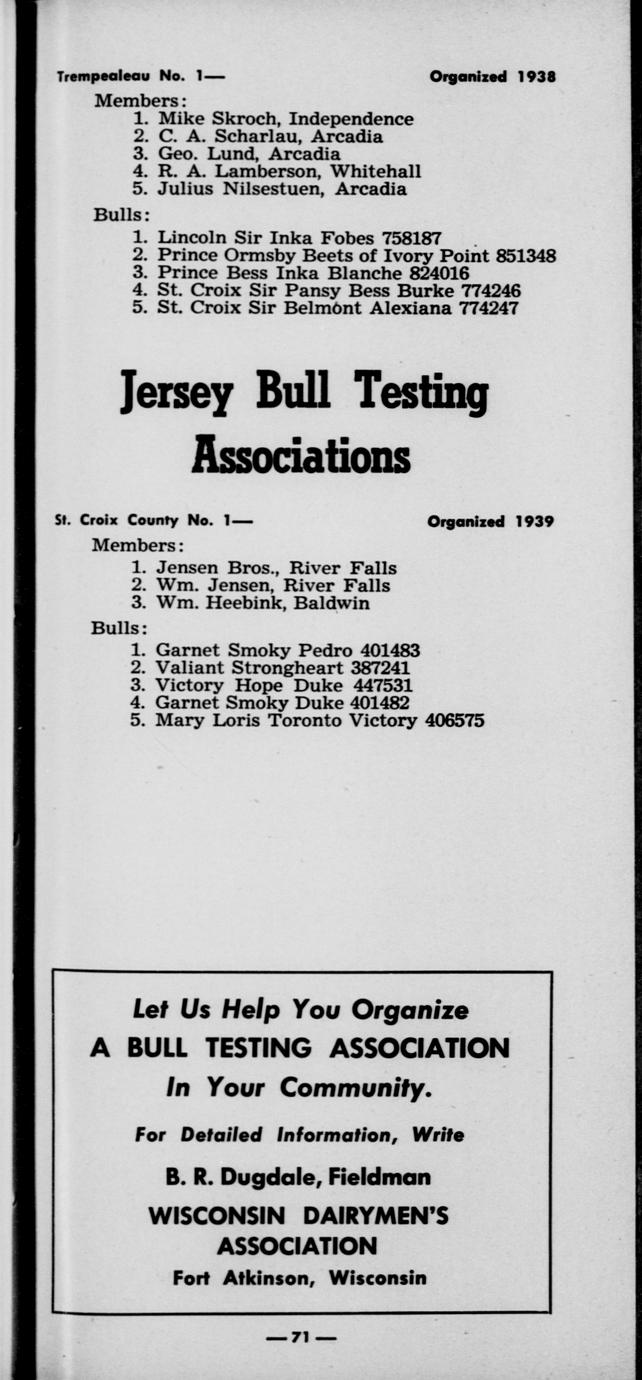 Trempealeau No. 1— Organized 1938
Members:
1. Mike Skroch, Independence
2. C. A. Scharlau, Arcadia
3. Geo. Lund, Arcadia
4. R. A. Lamberson, Whitehall
5. Julius Nilsestuen, Arcadia
Bulls:
1. Lincoln Sir Inka Fobes 758187
2. Prince Ormsby Beets of Ivory Point 851348
3. Prince Bess Inka Blanche 824016
4. St. Croix Sir Pansy Bess Burke 774246
5. St. Croix Sir Belmont Alexiana 774247
Jersey Bull Testing
Associations
St. Croix County No. 1— Organized 1939
Members:
1. Jensen Bros., River Falls
2. Wm. Jensen, River Falls
3. Wm. Heebink, Baldwin
Bulls:
1. Garnet Smoky Pedro 401483
2. Valiant Strongheart 387241
3. Victory Hope Duke 447531
4. Garnet Smoky Duke 401482
5. Mary Loris Toronto Victory 406575
Let Us Help You Organize
A BULL TESTING ASSOCIATION
In Your Community.
For Detailed Information, Write
B. R. Dugdale, Fieldman
WISCONSIN DAIRYMEN'S
ASSOCIATION
Fort Atkinson, Wisconsin
— 71 —